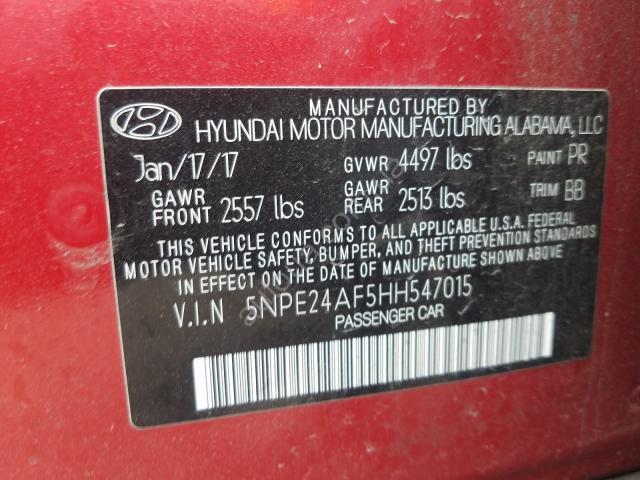 MANUFACTURED BY
HYUNDAI MOTOR MANUFACTURING ALABAMA, LLC
Jan/17/17 GVWR 4497 lbs PAINT PR
GAWR FRONT 2557 lbs GAWR REAR 2513 lbs TRIM BB
THIS VEHICLE CONFORMS TO ALL APPLICABLE U.S.A. FEDERAL
MOTOR VEHICLE SAFETY, BUMPER, AND THEFT PREVENTION STANDARDS
IN EFFECT ON THE DATE OF MANUFACTURE SHOWN ABOVE
V.I.N 5NPE24AF5HH547015
PASSENGER CAR